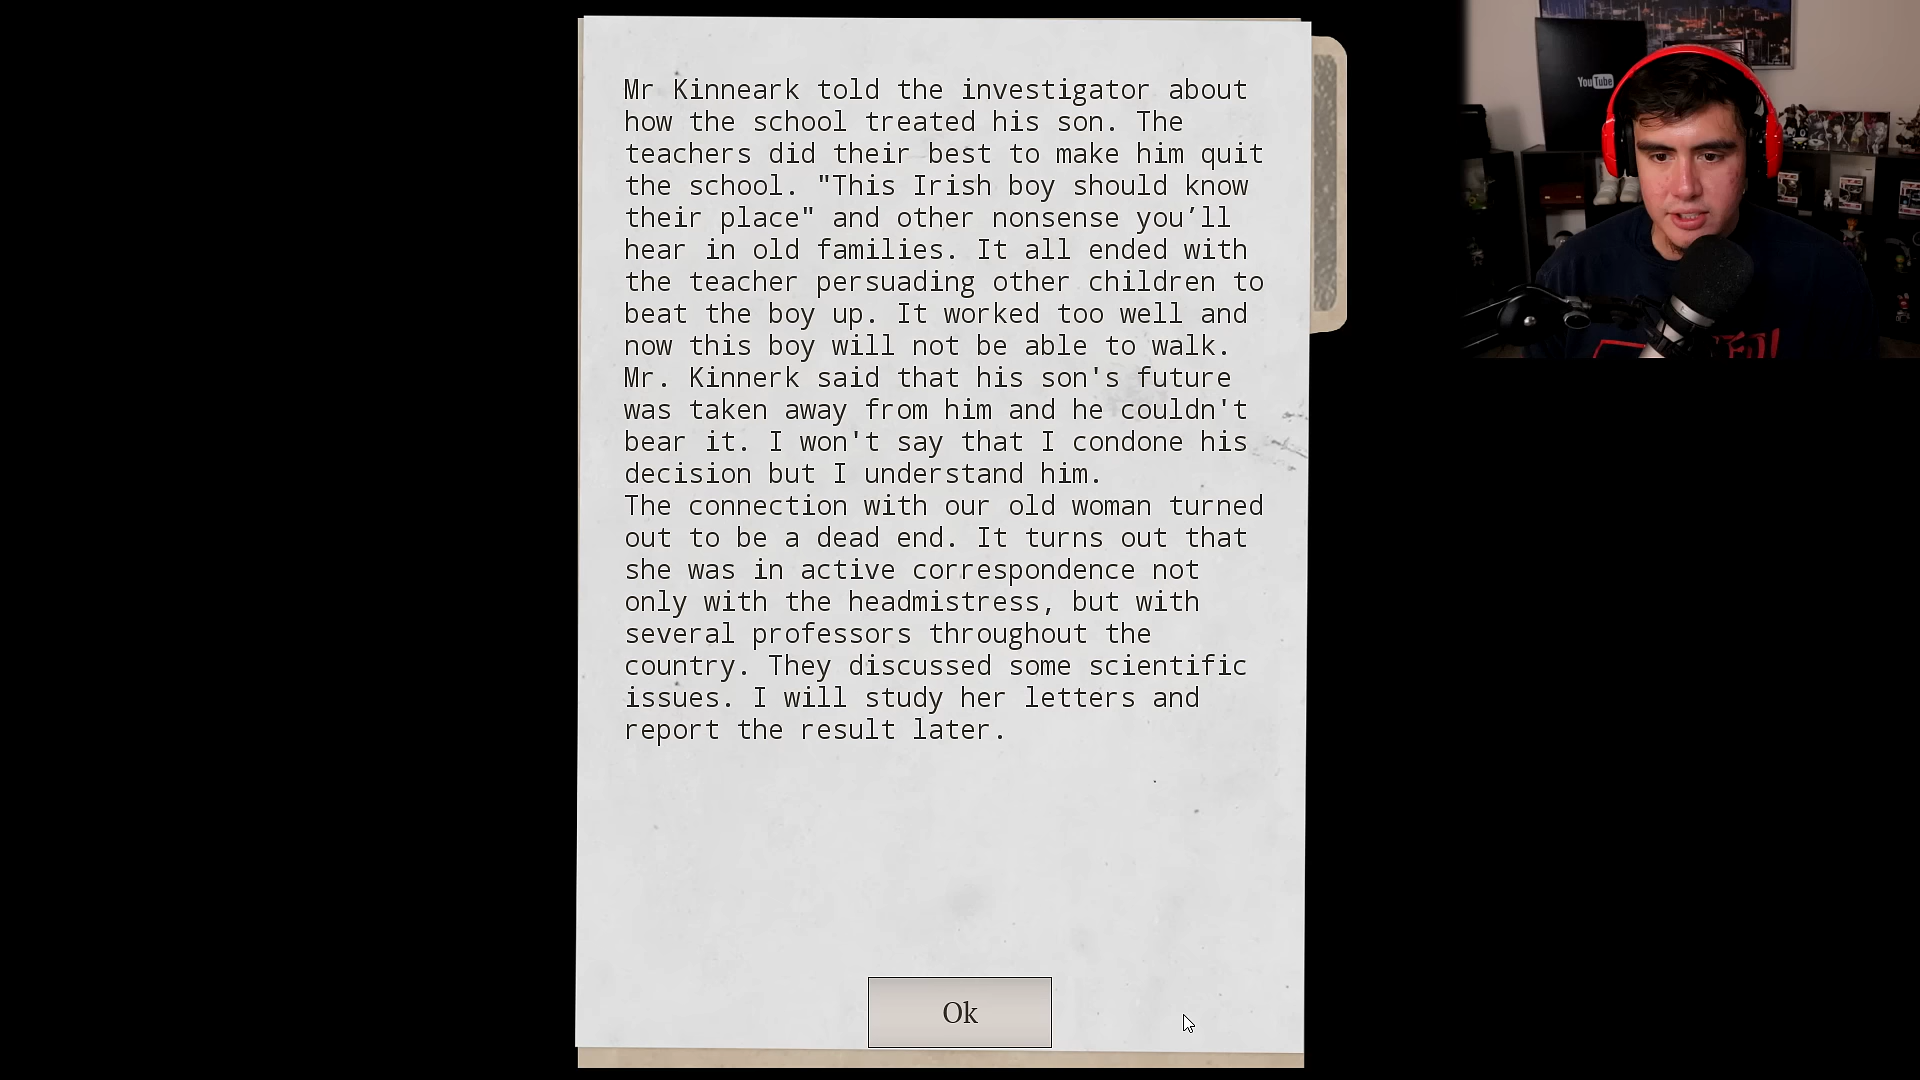 Mr Kinneark told the investigator about
how the school treated his son. The
teachers did their best to make him quit
the school. "This Irish boy should know
their place" and other nonsense you’ll
hear in old families. It all ended with
the teacher persuading other children to
beat the boy up. It worked too well and
now this boy will not be able to walk.
Mr. Kinnerk said that his son's future
was taken away from him and he couldn't
bear it. I won't say that I condone his
decision but I understand him.
The connection with our old woman turned
out to be a dead end. It turns out that
she was in active correspondence not
only with the headmistress, but with
several professors throughout the
country. They discussed some scientific
issues. I will study her letters and
report the result later.
Ok
YouTube